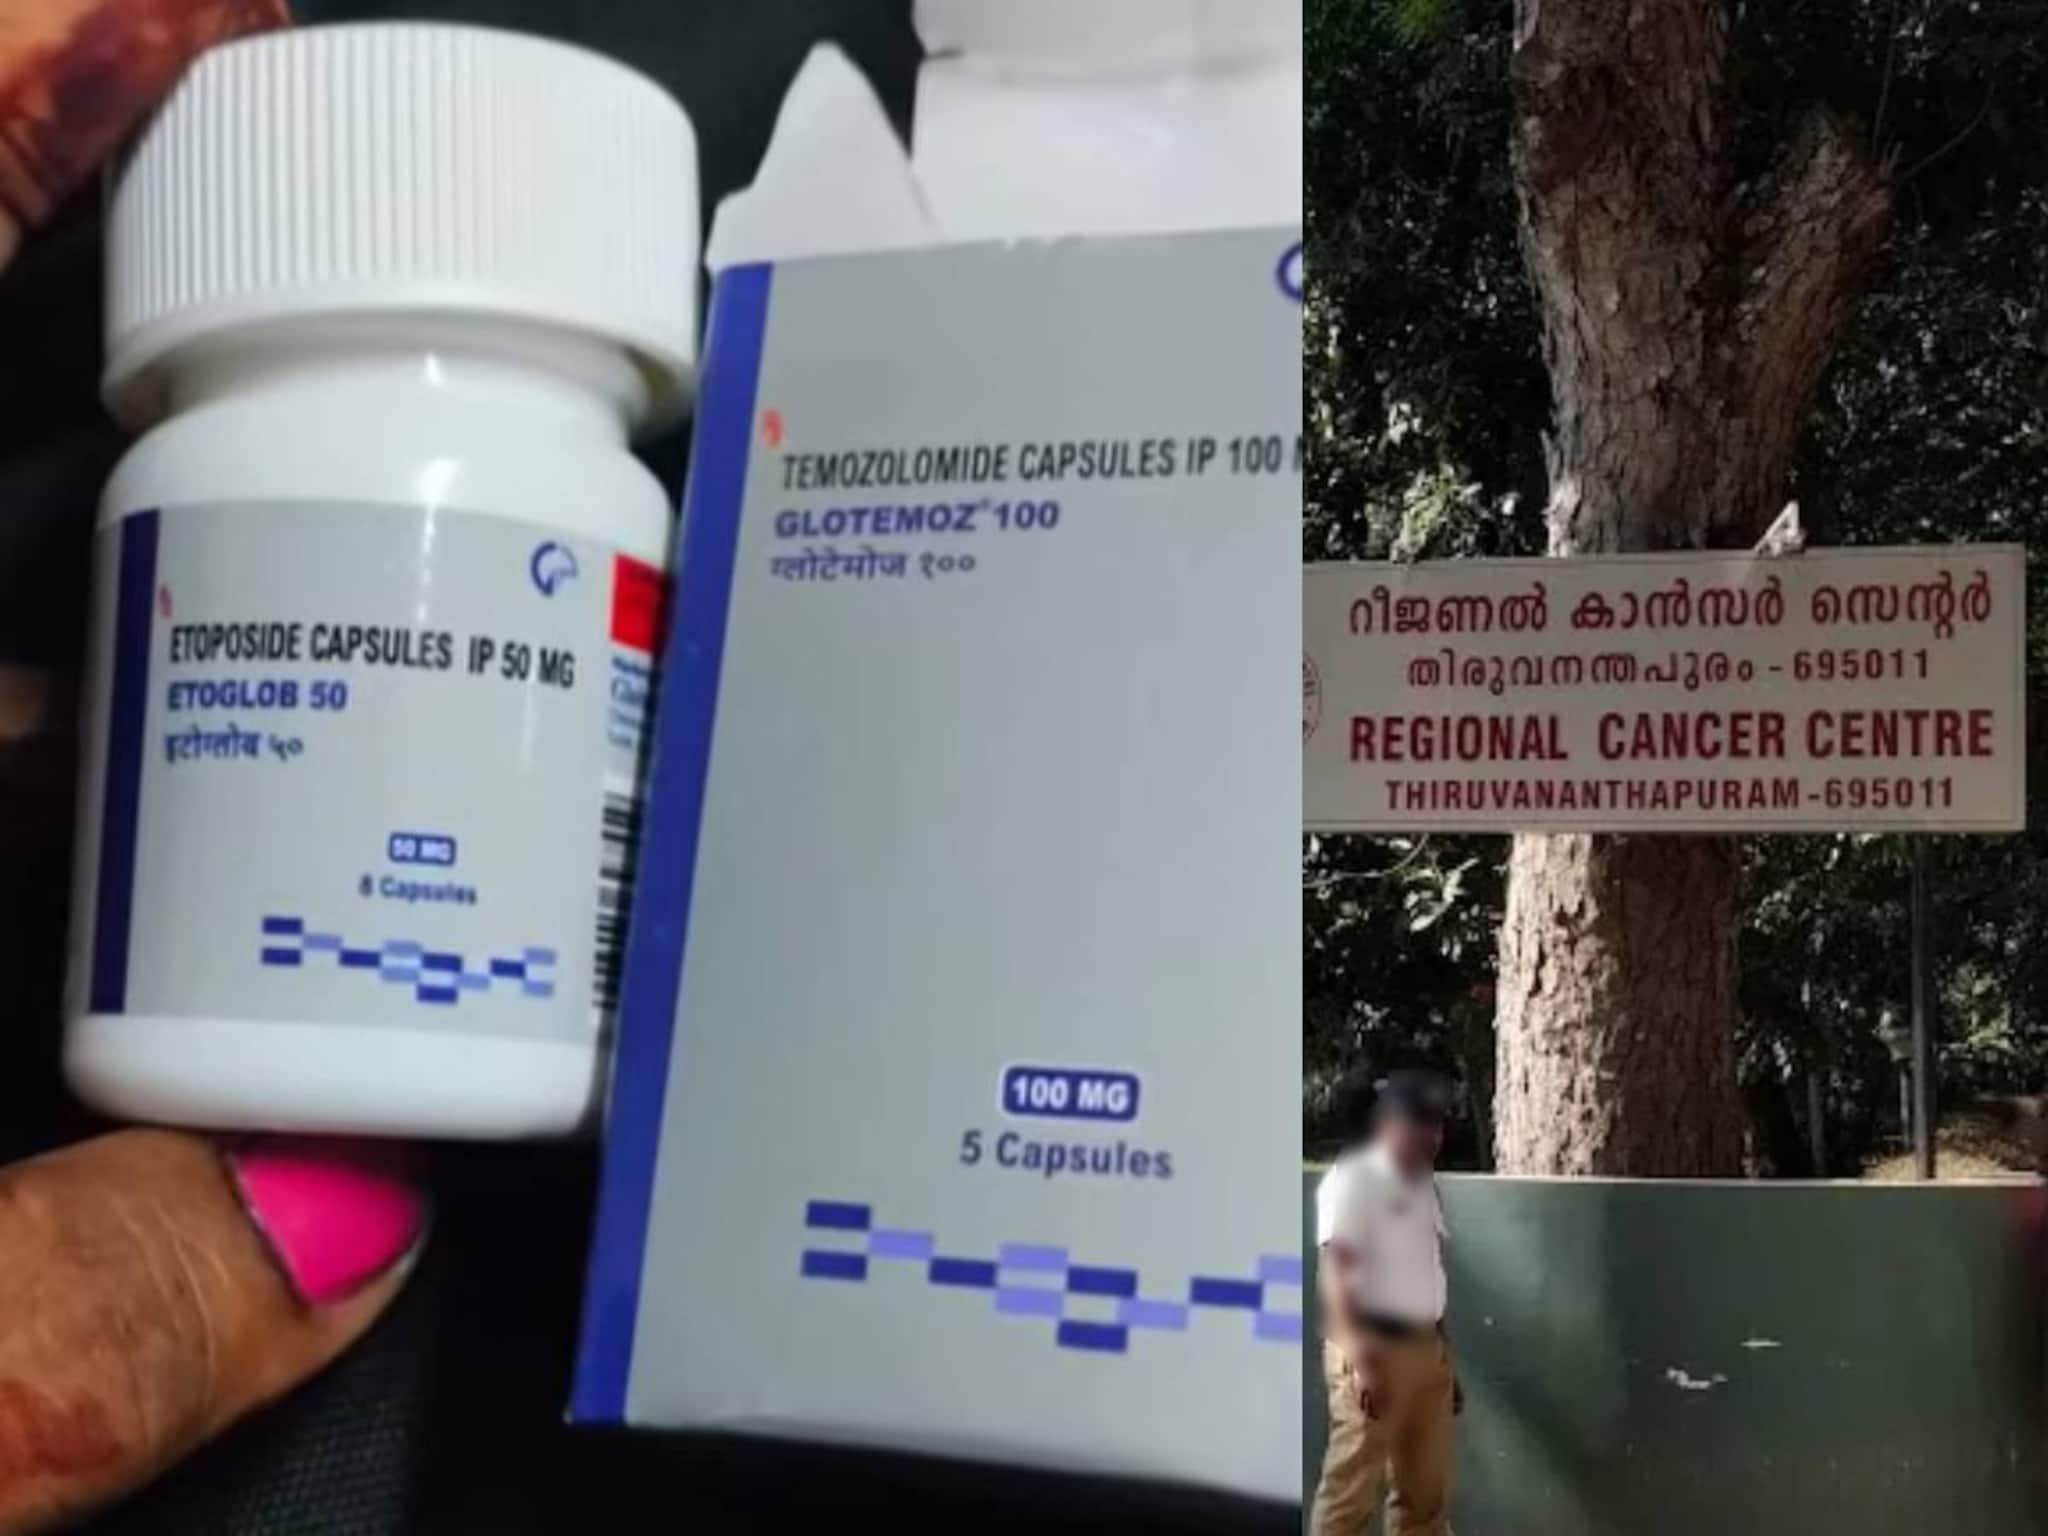 ETOPOSIDE CAPSULES IP 50 MG
ETOGLOB 50
इटोग्लोब ५०
50 MG
8 Capsules
TEMOZOLOMIDE CAPSULES IP 100
GLOTEMOZ 100
ग्लोटेमोज १००
100 MG
5 Capsules
റീജണൽ കാൻസർ സെന്റർ
തിരുവനന്തപുരം - 695011
REGIONAL CANCER CENTRE
THIRUVANANTHAPURAM - 695011